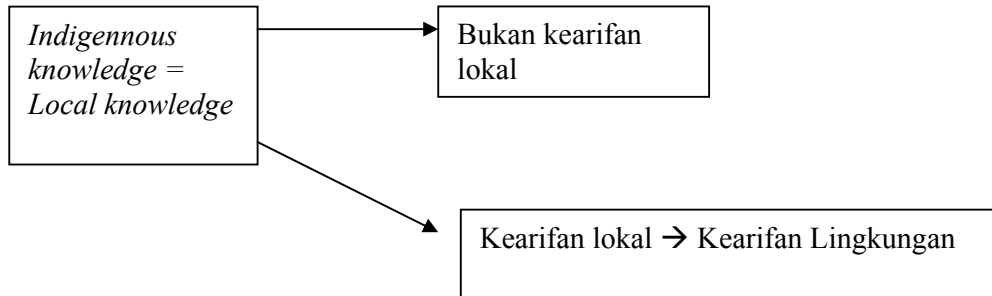 Indigennous
knowledge =
Local knowledge
Bukan kearifan
lokal
Kearifan lokal → Kearifan Lingkungan